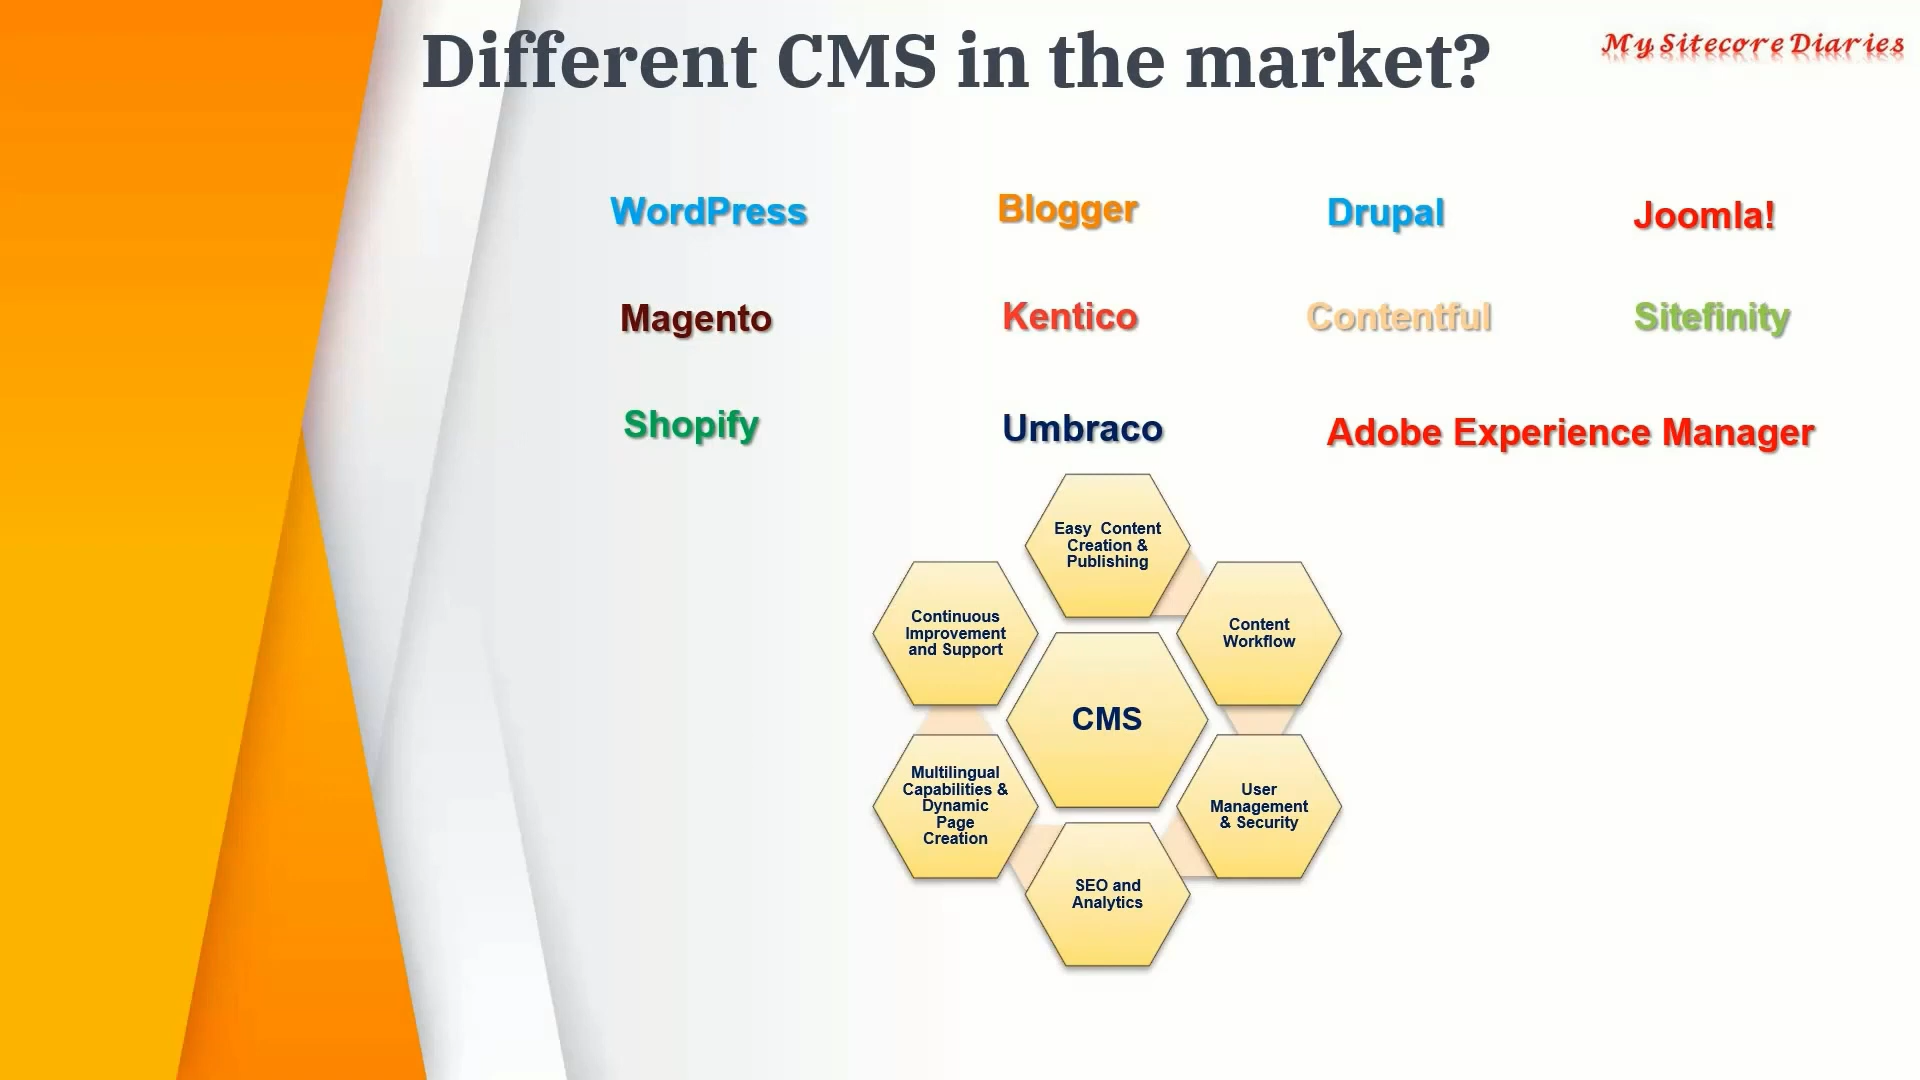 Different CMS in the market?
My Sitecore Diaries
WordPress
Blogger
Drupal
Joomla!
Magento
Kentico
Contentful
Sitefinity
Shopify
Umbraco
Adobe Experience Manager
Easy Content
Creation &
Publishing
Content
Workflow
User
Management
& Security
SEO and
Analytics
Multilingual
Capabilities &
Dynamic
Page
Creation
Continuous
Improvement
and Support
CMS